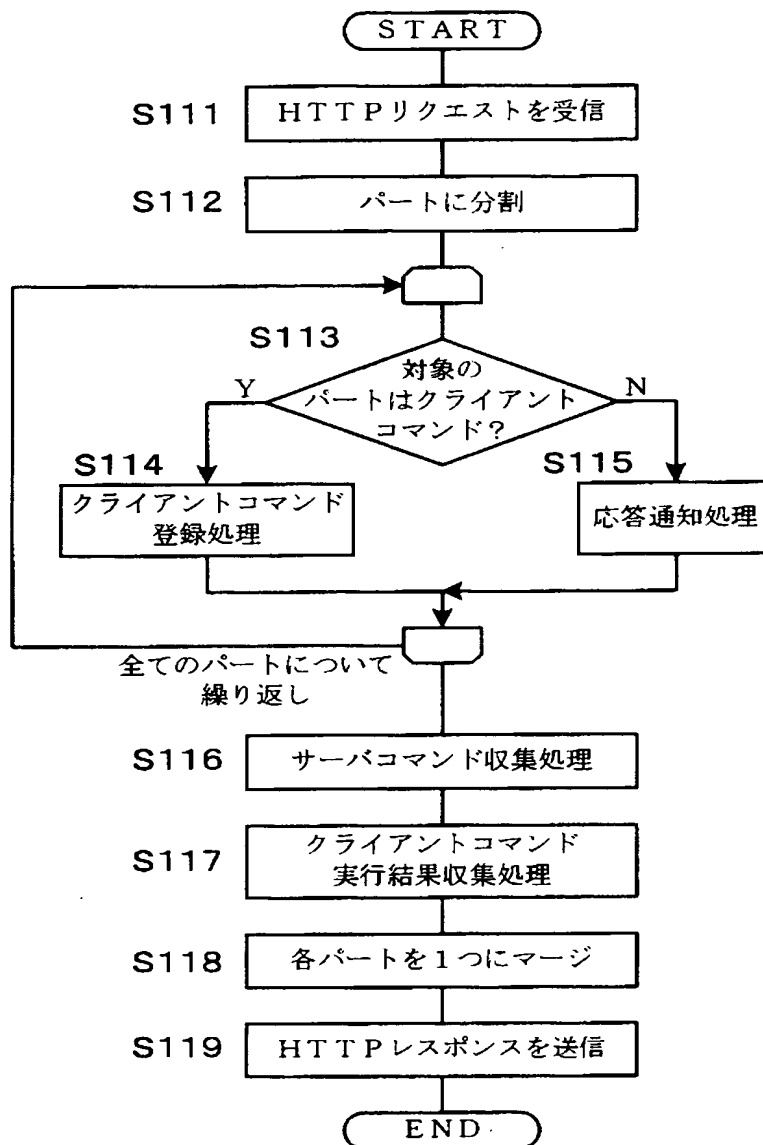 START
S111
HTTPリクエストを受信
S112
パートに分割
S113
対象の
パートはクライアント
コマンド?
Y
N
S114
クライアントコマンド
登録処理
S115
応答通知処理
全てのパートについて
繰り返し
S116
サーバコマンド収集処理
S117
クライアントコマンド
実行結果収集処理
S118
各パートを1つにマージ
S119
HTTPレスポンスを送信
END